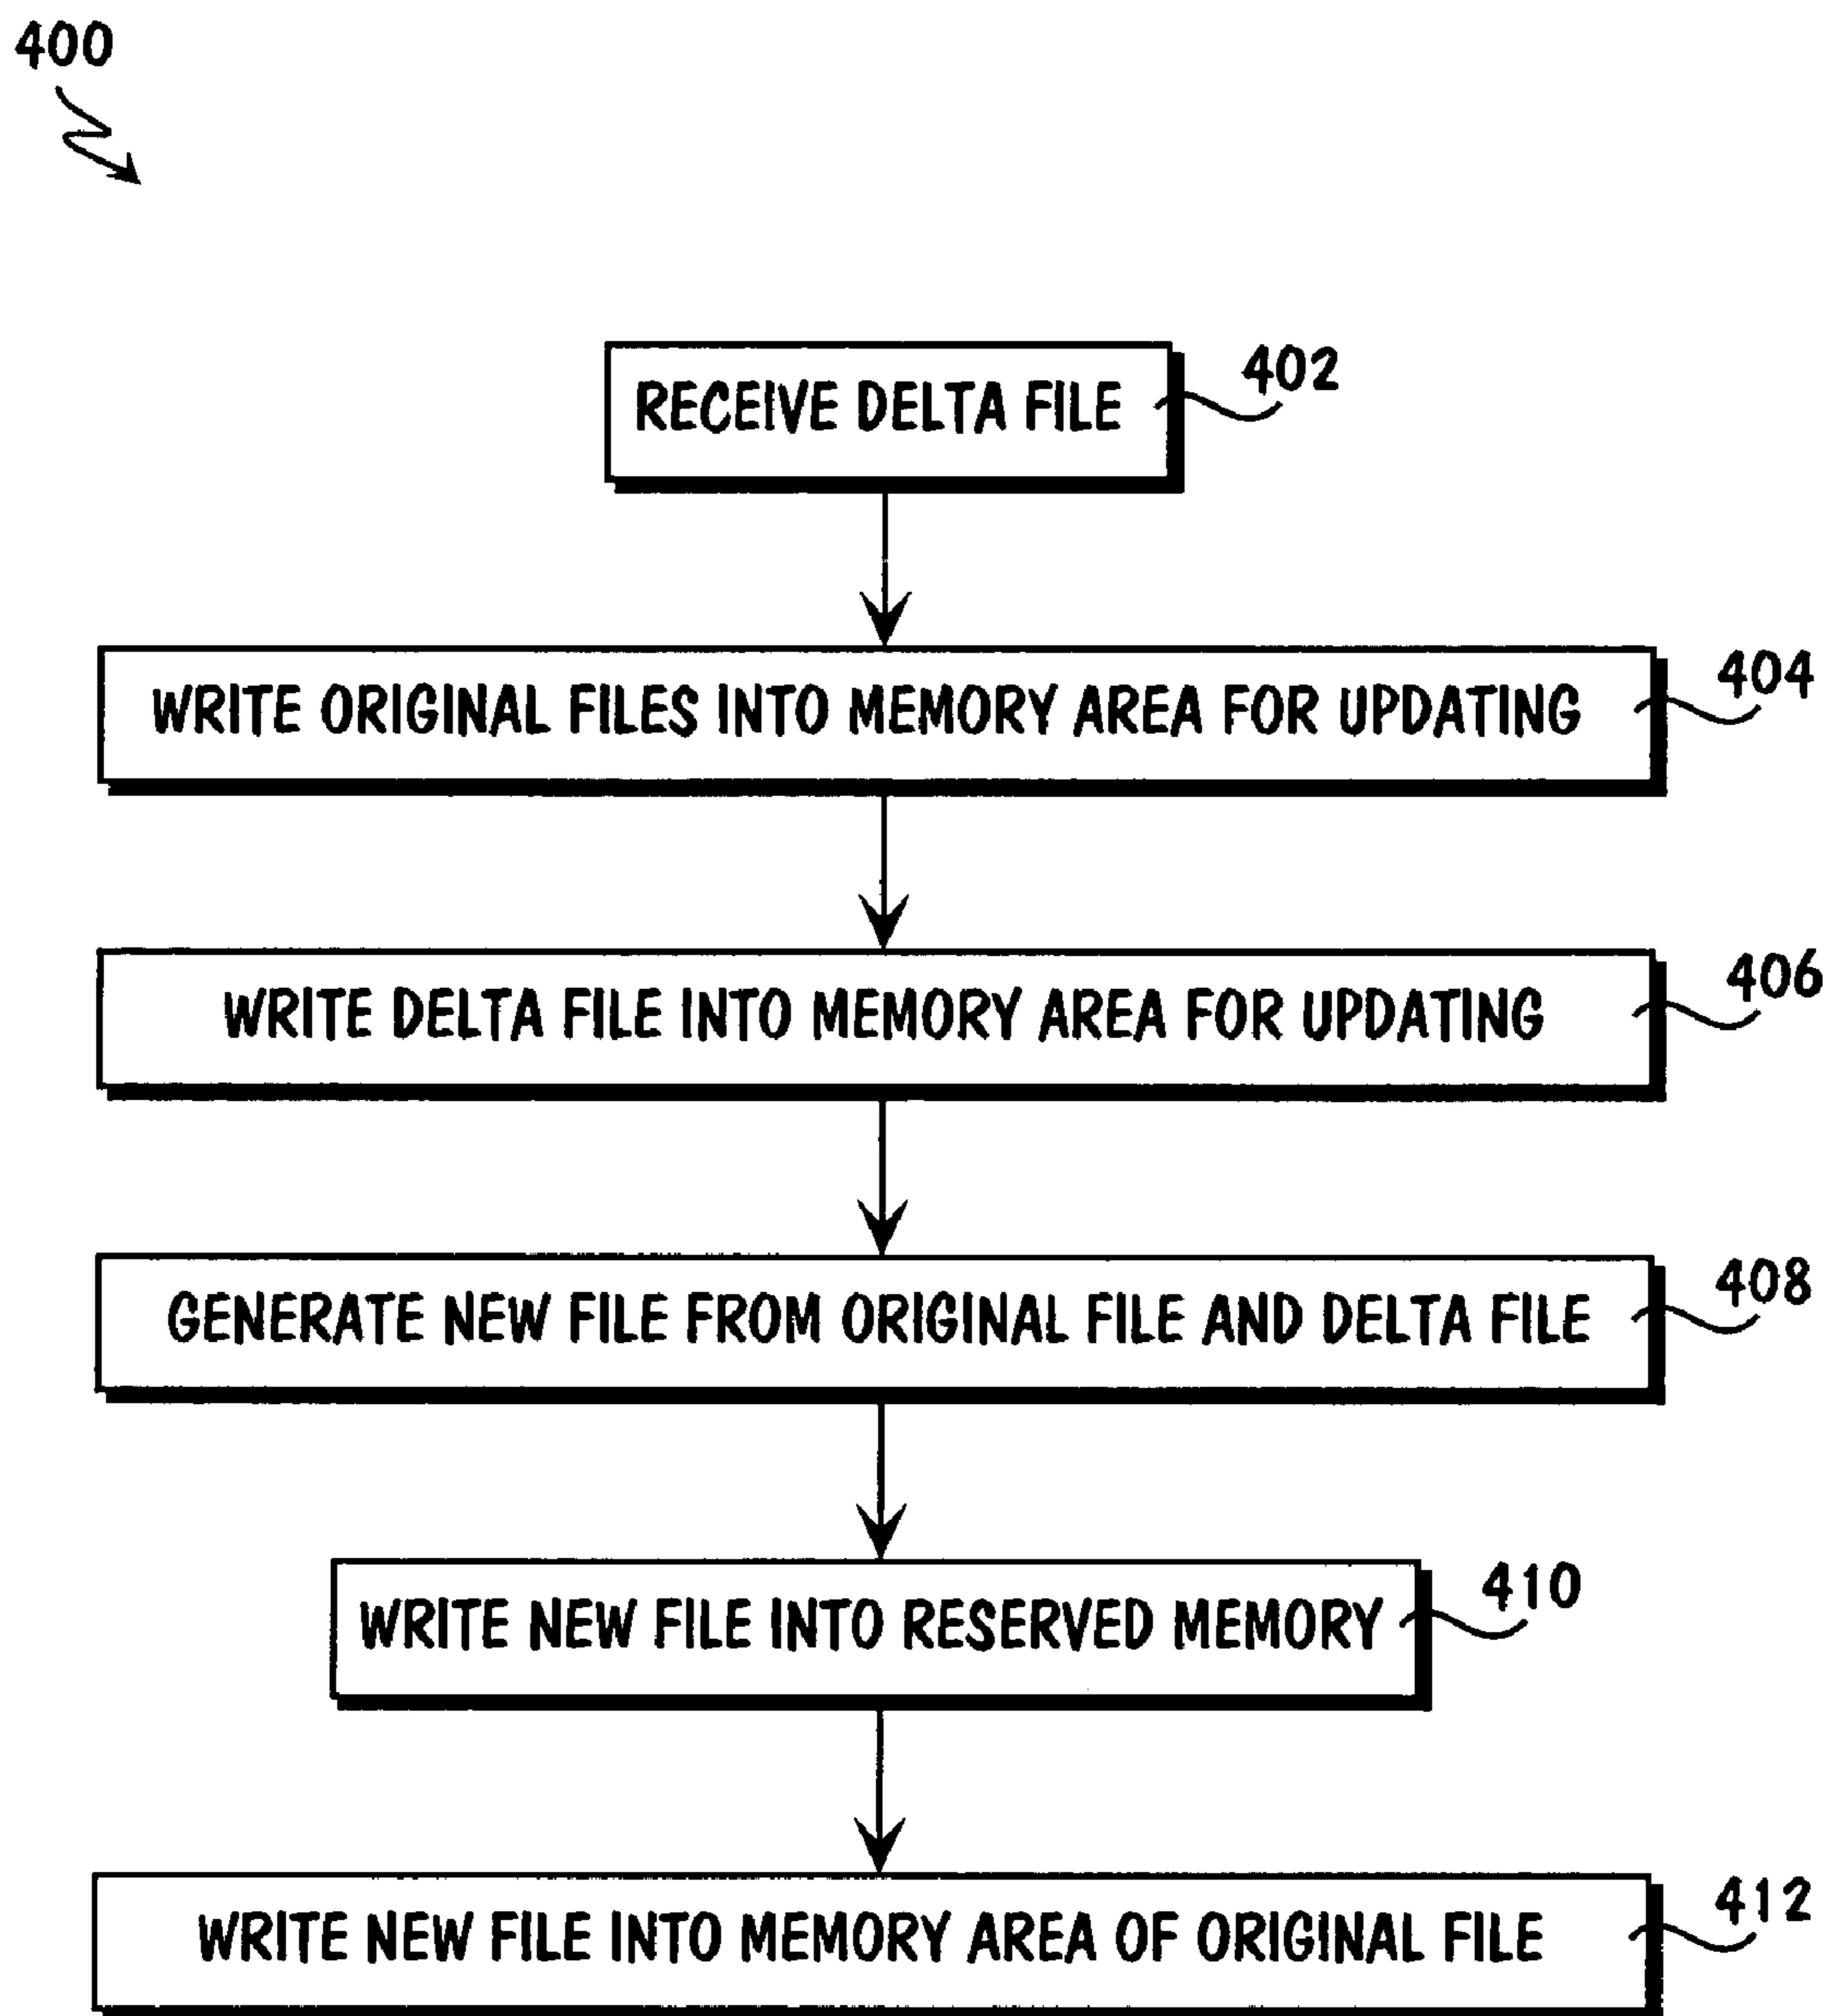 400
RECEIVE DELTA FILE
402
WRITE ORIGINAL FILES INTO MEMORY AREA FOR UPDATING
404
WRITE DELTA FILE INTO MEMORY AREA FOR UPDATING
406
GENERATE NEW FILE FROM ORIGINAL FILE AND DELTA FILE
408
WRITE NEW FILE INTO RESERVED MEMORY
410
WRITE NEW FILE INTO MEMORY AREA OF ORIGINAL FILE
412